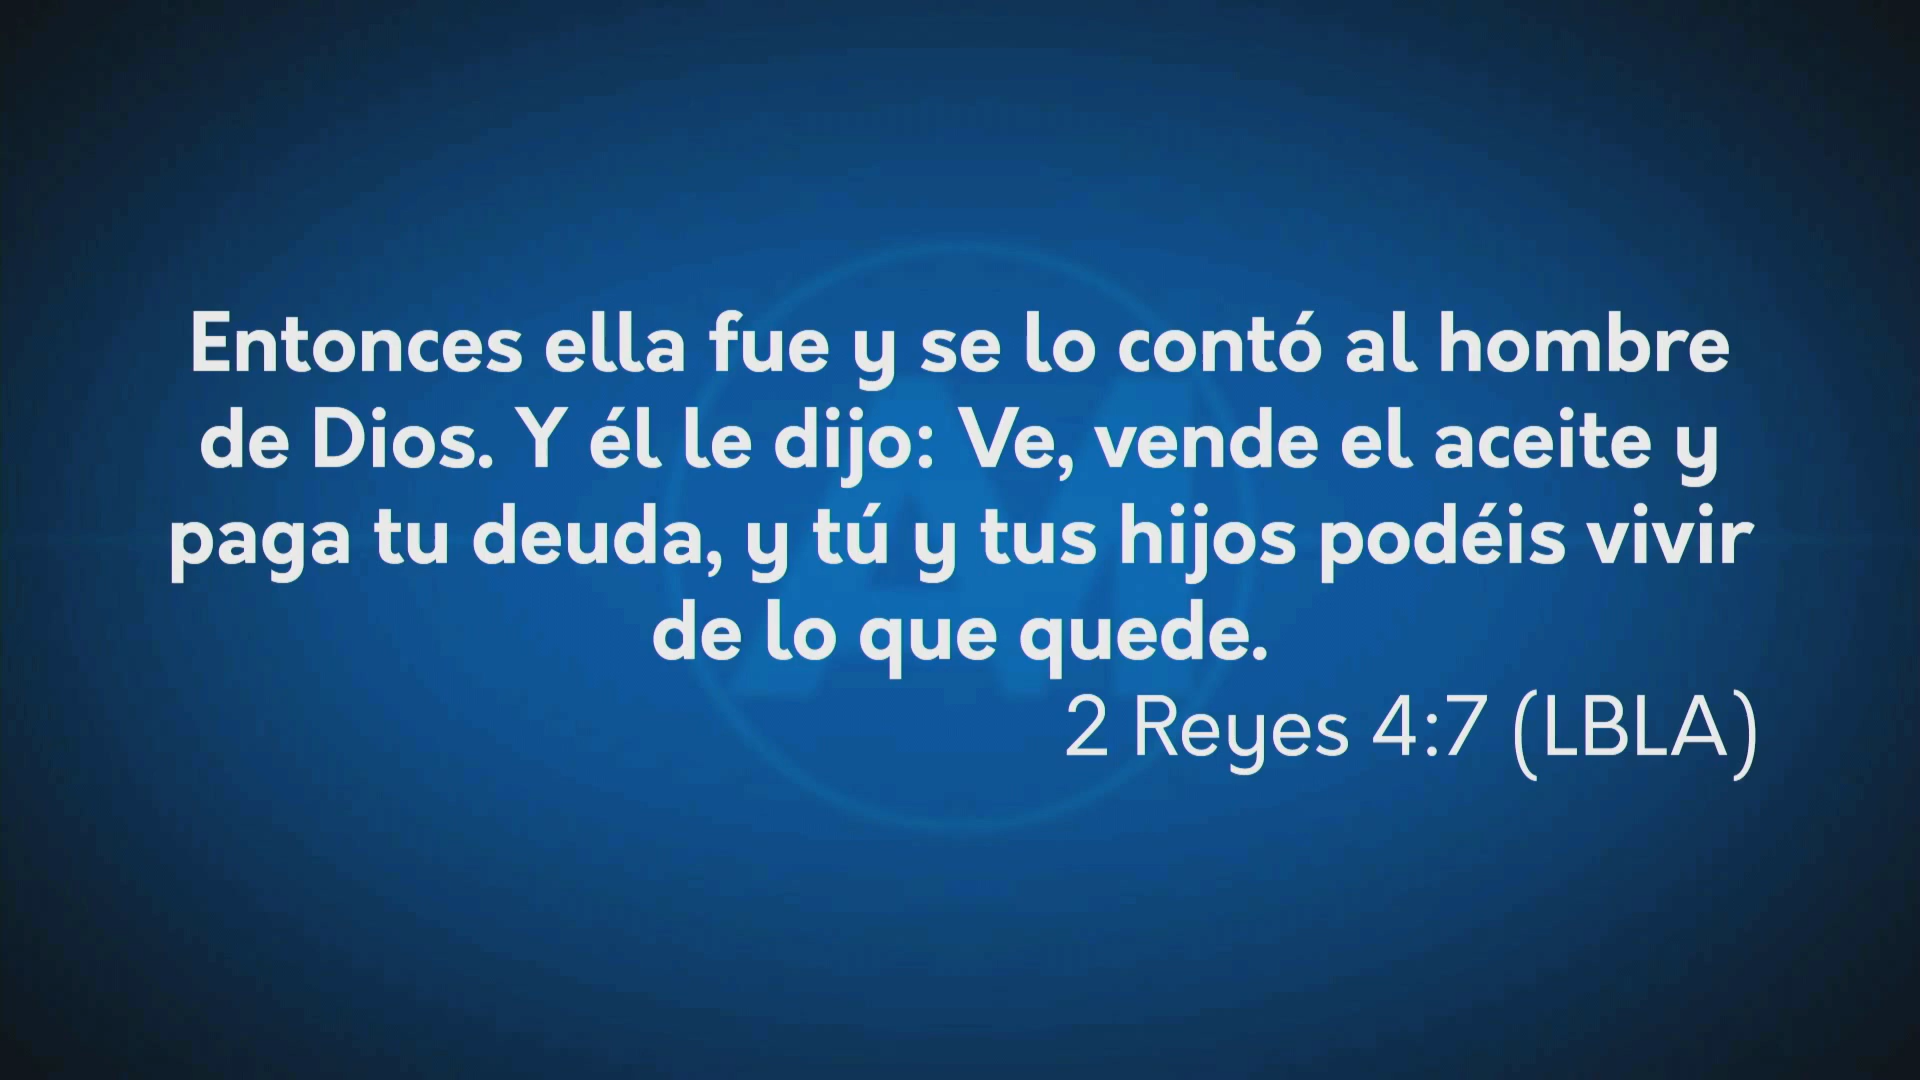 Entonces ella fue y se lo contó al hombre
de Dios. Y él le dijo: Ve, vende el aceite y
paga tu deuda, y tú y tus hijos podéis vivir
de lo que quede.
2 Reyes 4:7 (LBLA)